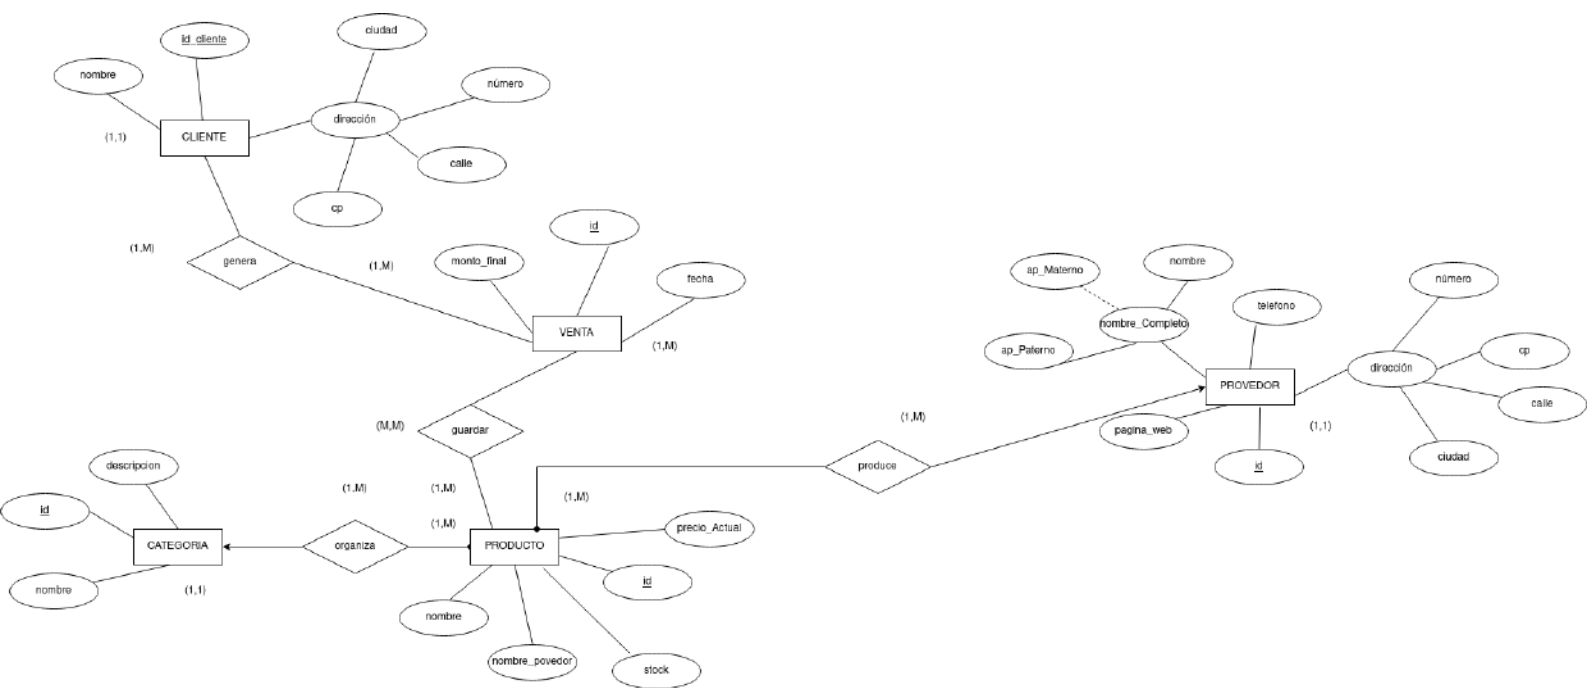 ciudad
id_cliente
nombre
número
dirección
CLIENTE
(1,1)
calle
cp
(1,M)
genera
(1,M)
id
monto_final
fecha
VENTA
(1,M)
ap_Materno
nombre
número
telefono
nombre_Completo
ap_Paterno
cp
dirección
PROVEDOR
calle
(1,M)
pagina_web
(1,1)
ciudad
id
(M,M)
guardar
produce
descripcion
(1,M)
(1,M)
(1,M)
id
(1,M)
precio_Actual
CATEGORIA
organiza
PRODUCTO
id
nombre
(1,1)
nombre
nombre_povedor
stock